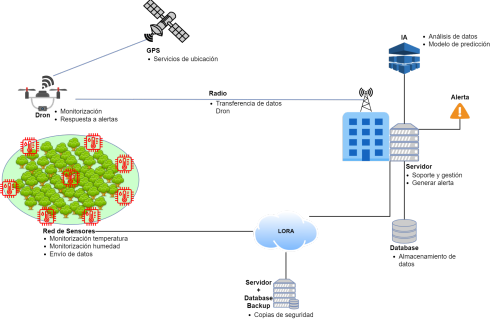 GPS
• Servicios de ubicación
IA
• Análisis de datos
• Modelo de predicción
Dron
• Monitorización
• Respuesta a alertas
Radio
• Transferencia de datos
Dron
Alerta
Servidor
• Soporte y gestión
• Generar alerta
Red de Sensores
• Monitorización temperatura
• Monitorización humedad
• Envío de datos
LORA
Database
• Almacenamiento de
datos
Servidor
+
Database
Backup
• Copias de seguridad